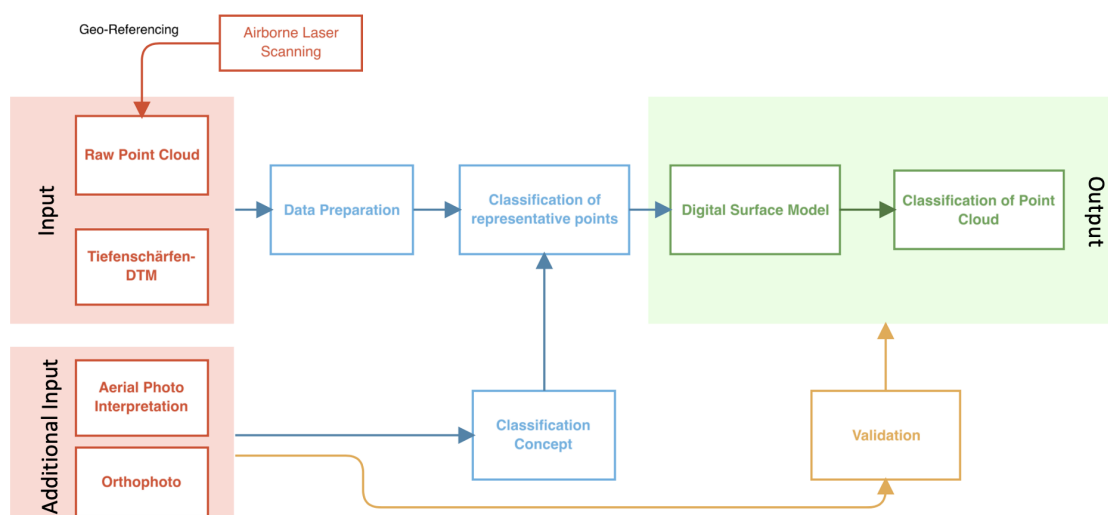 Geo-Referencing
Airborne Laser
Scanning
Input
Raw Point Cloud
Tiefenschärfen-
DTM
Data Preparation
Classification of
representative points
Digital Surface Model
Classification of Point
Cloud
Output
Additional Input
Aerial Photo
Interpretation
Orthophoto
Classification
Concept
Validation